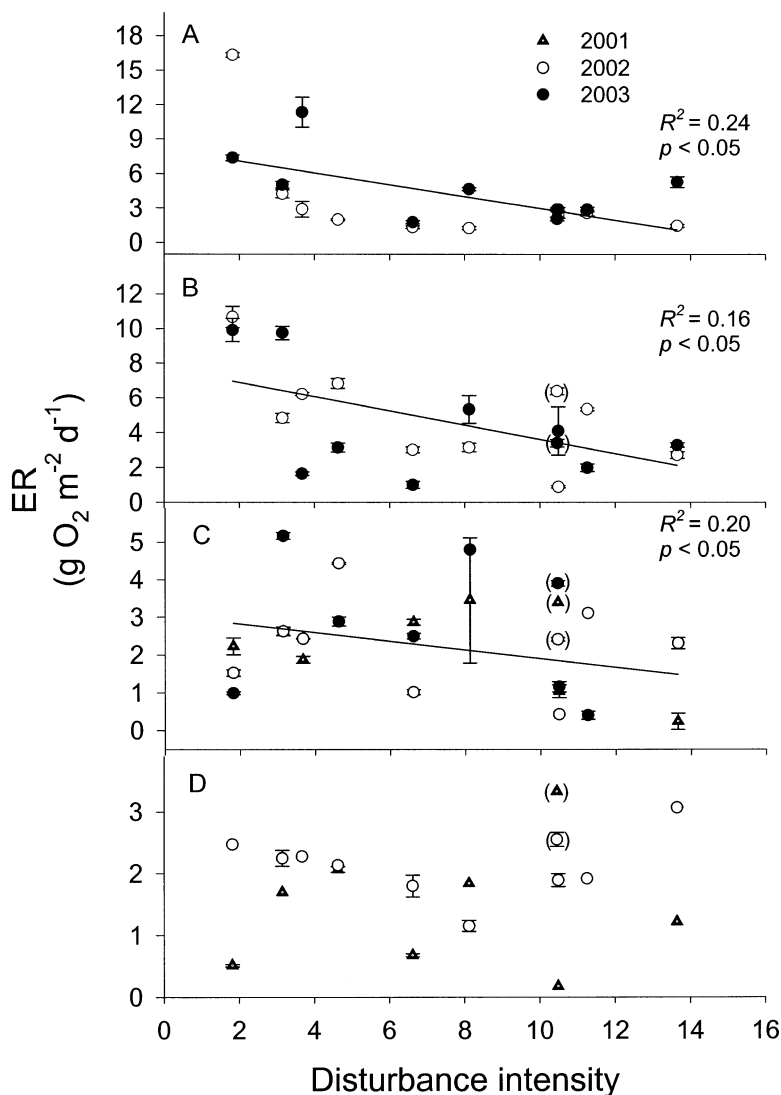 A
2001
2002
2003
R² = 0.24
p < 0.05
18
15
12
9
6
3
0
B
R² = 0.16
p < 0.05
12
10
8
6
4
2
0
ER
(g O₂ m⁻² d⁻¹)
C
R² = 0.20
p < 0.05
5
4
3
2
1
0
D
3
2
1
0
0 2 4 6 8 10 12 14 16
Disturbance intensity